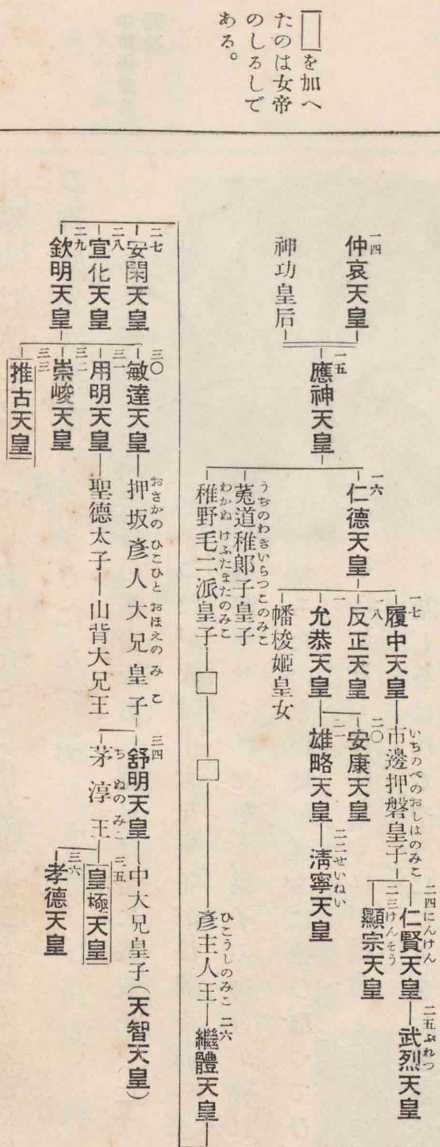 □を加へ
たのは女帝
のしるしで
ある。
一四 仲哀天皇
神功皇后
一五 應神天皇
一六 仁德天皇
菟道稚郎子皇子 うぢのわきいらつこのみこ
稚野毛二派皇子 わかぬけふたまたのみこ
一七 履中天皇
一八 反正天皇
一 允恭天皇
幡梭姬皇女
市邊押磐皇子 いちのべのおしはのみこ
二〇 安康天皇
二一 雄略天皇
二二 淸寧天皇 せいねい
二四 仁賢天皇 にんけん
二三 顯宗天皇 けんそう
二五 武烈天皇 ぶれつ
□
□
彥主人王 ひこうしのみこ
二六 繼體天皇
二七 安閑天皇
二八 宣化天皇
二九 欽明天皇
三〇 敏達天皇
三一 用明天皇
三二 崇峻天皇
三三 推古天皇
押坂彥人大兄皇子 おさかのひこひとおほえのみこ
聖德太子
山背大兄王
三四 舒明天皇
茅淳王 ちぬのみこ
中大兄皇子(天智天皇)
三五 皇極天皇
三六 孝德天皇